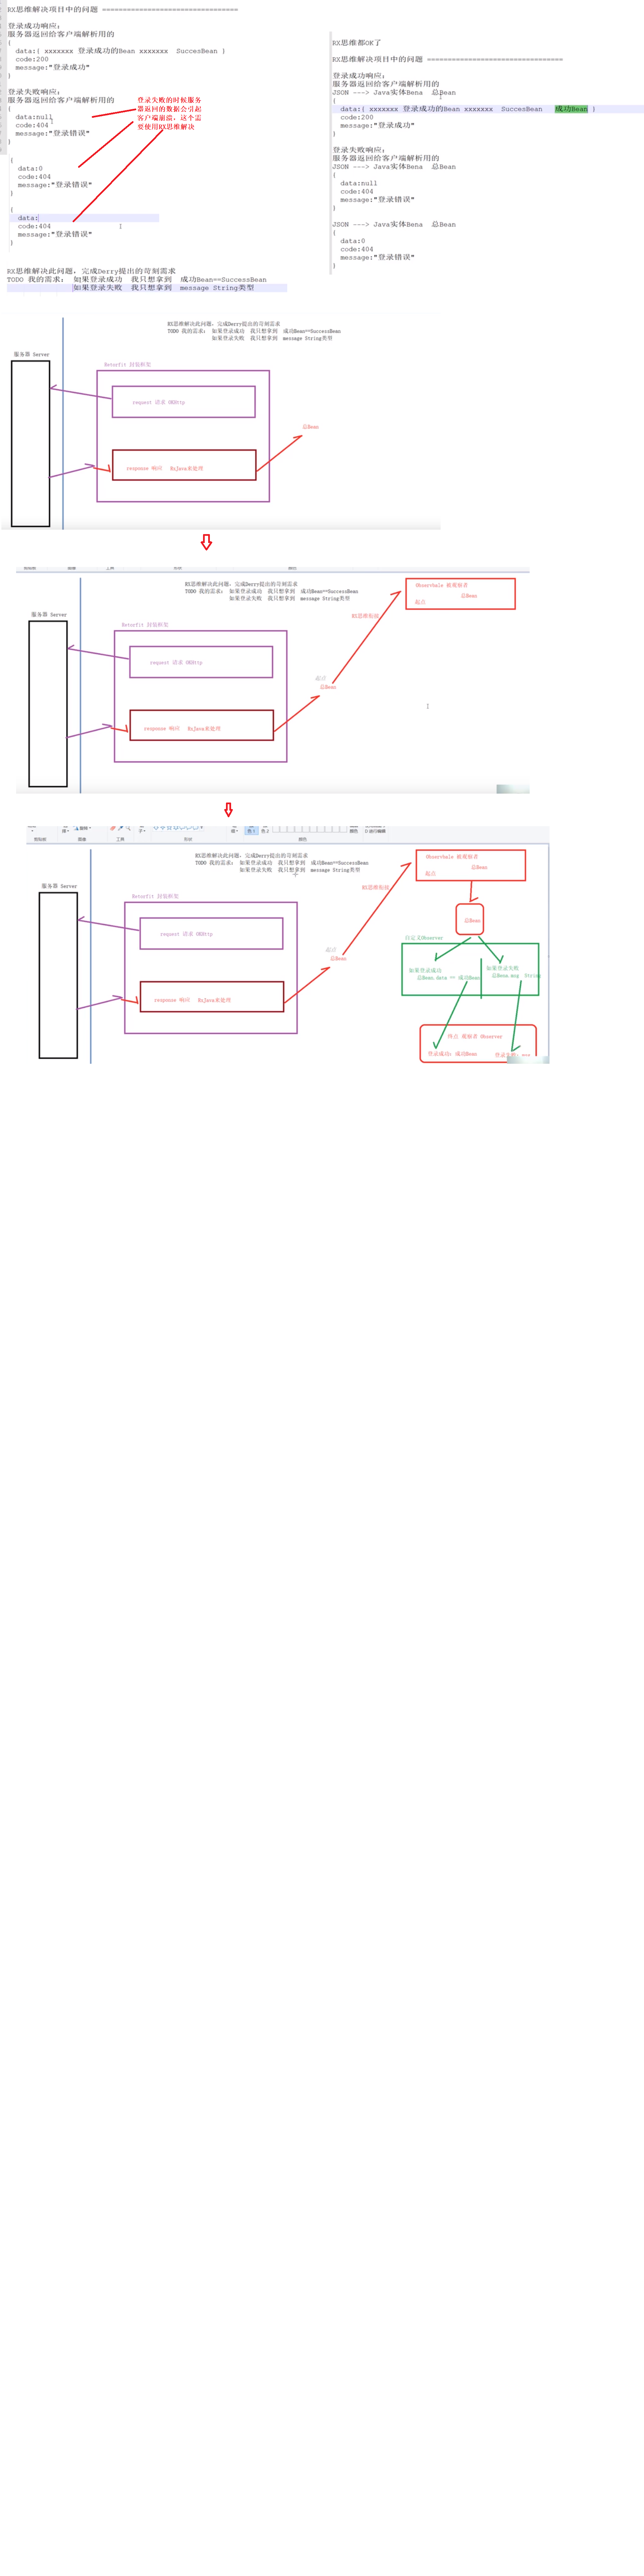 RX思维解决项目中的问题 =================================
登录成功响应:
服务器返回给客户端解析用的
{
data:{ xxxxxxx 登录成功的Bean xxxxxxx SuccesBean }
code:200
message:"登录成功"
}
登录失败响应:
服务器返回给客户端解析用的
{
data:null
code:404
message:"登录错误"
}
{
data:0
code:404
message:"登录错误"
}
{
data:
code:404
message:"登录错误"
}
登录失败的时候服务
器返回的数据会引起
客户端崩溃, 这个需
要使用RX思维解决
RX思维解决此问题, 完成Derry提出的苛刻需求
TODO 我的需求: 如果登录成功 我只想拿到 成功Bean==SuccessBean
如果登录失败 我只想拿到 message String类型
RX思维都OK了
RX思维解决项目中的问题 =================================
登录成功响应:
服务器返回给客户端解析用的
JSON ---> Java实体Bean 总Bean
{
data:{ xxxxxxx 登录成功的Bean xxxxxxx SuccesBean 成功Bean }
code:200
message:"登录成功"
}
登录失败响应:
服务器返回给客户端解析用的
JSON ---> Java实体Bena 总Bean
{
data:null
code:404
message:"登录错误"
}
JSON ---> Java实体Bena 总Bean
{
data:0
code:404
message:"登录错误"
}
RX思维解决此问题, 完成Derry提出的苛刻需求
TODO 我的需求: 如果登录成功 我只想拿到 成功Bean==SuccessBean
如果登录失败 我只想拿到 message String类型
服务器 Server
Returfit 封装框架
request 请求 OKHttp
response 响应 RxJava来处理
总Bean
剪贴板 图像 工具 形状 颜色
RX思维解决此问题, 完成Derry提出的苛刻需求
TODO 我的需求: 如果登录成功 我只想拿到 成功Bean==SuccessBean
如果登录失败 我只想拿到 message String类型
服务器 Server
Returfit 封装框架
request 请求 OKHttp
response 响应 RxJava来处理
起点
总Bean
RX思维衔接
Observbale 被观察者
总Bean
起点
剪贴板 图像 工具 形状 颜色
RX思维解决此问题, 完成Derry提出的苛刻需求
TODO 我的需求: 如果登录成功 我只想拿到 成功Bean==SuccessBean
如果登录失败 我只想拿到 message String类型
服务器 Server
Returfit 封装框架
request 请求 OKHttp
response 响应 RxJava来处理
起点
总Bean
RX思维衔接
Observbale 被观察者
总Bean
起点
总Bean
自定义Observer
如果登录成功
总Bean.data == 成功Bean
如果登录失败
总Bena.msg String
终点 观察者 Observer
登录成功: 成功Bean